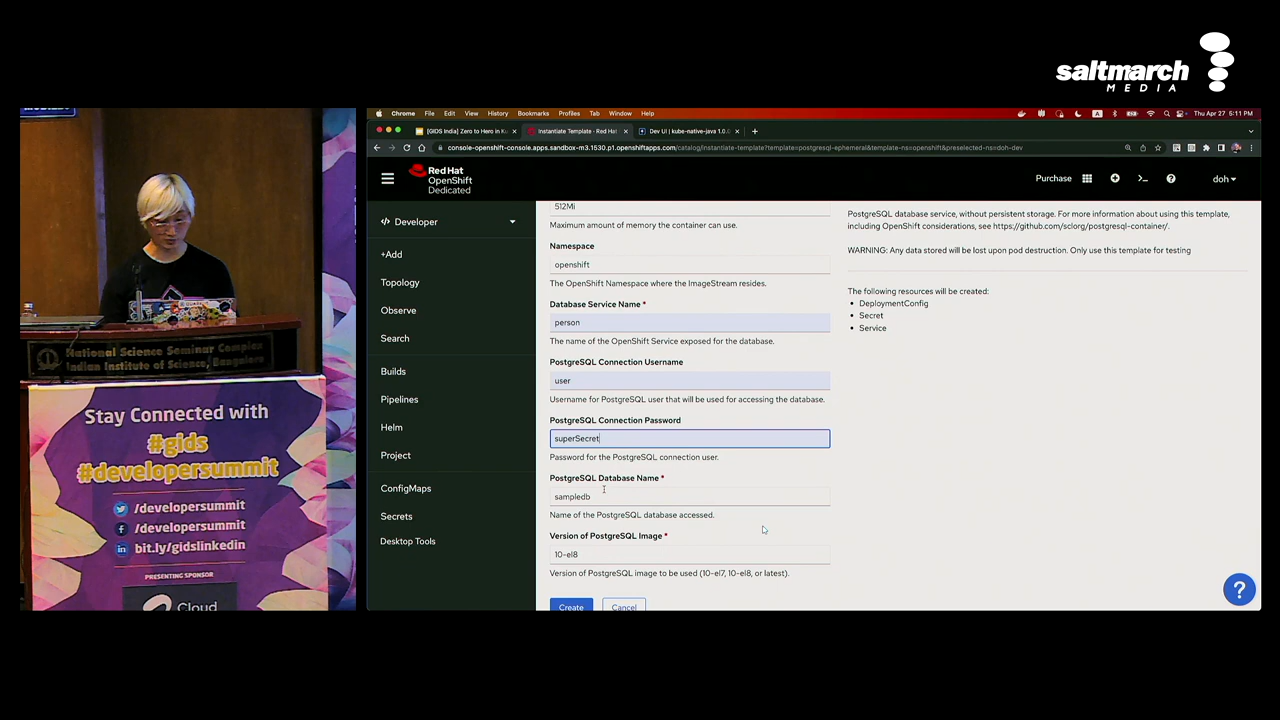 saltmarch
MEDIA
Chrome File Edit View History Bookmarks Profiles Tab Window Help
Thu Apr 27 5:11 PM
[GIDS India] Zero to Hero in Ku
Instantiate Template · Red Hat
Dev UI | kube-native-java 1.0.0
console-openshift-console.apps.sandbox-m3.1530.p1.openshiftapps.com/catalog/instantiate-template?template=postgresql-ephemeral&template-ns=openshift&preselected-ns=doh-dev
Red Hat
OpenShift
Dedicated
Purchase
doh
Developer
+Add
Topology
Observe
Search
Builds
Pipelines
Helm
Project
ConfigMaps
Secrets
Desktop Tools
512Mi
Maximum amount of memory the container can use.
Namespace
openshift
The OpenShift Namespace where the ImageStream resides.
Database Service Name *
person
The name of the OpenShift Service exposed for the database.
PostgreSQL Connection Username
user
Username for PostgreSQL user that will be used for accessing the database.
PostgreSQL Connection Password
superSecret
Password for the PostgreSQL connection user.
PostgreSQL Database Name *
sampledb
Name of the PostgreSQL database accessed.
Version of PostgreSQL Image *
10-el8
Version of PostgreSQL image to be used (10-el7, 10-el8, or latest).
Create
Cancel
PostgreSQL database service, without persistent storage. For more information about using this template,
including OpenShift considerations, see https://github.com/sclorg/postgresql-container/.
WARNING: Any data stored will be lost upon pod destruction. Only use this template for testing
The following resources will be created:
• DeploymentConfig
• Secret
• Service
?
National Science Seminar Complex
Indian Institute of Science, Bangalore
Stay Connected with
#gids
#developersummit
/developersummit
/developersummit
bit.ly/gidslinkedin
PRESENTING SPONSOR
Cloud